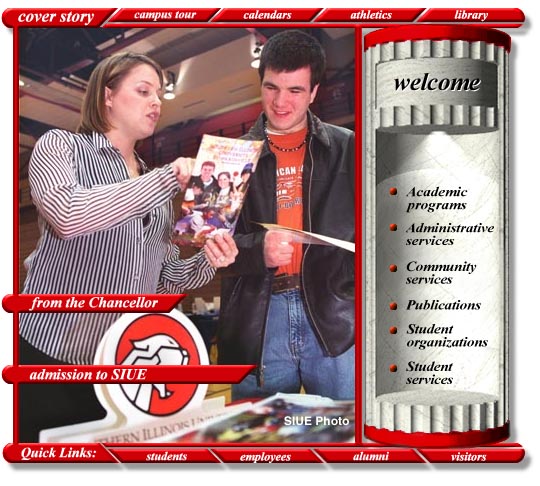 cover story
campus tour
calendars
athletics
library
welcome
Academic
programs
Administrative
services
Community
services
Publications
Student
organizations
Student
services
from the Chancellor
admission to SIUE
SIUE Photo
Quick Links:
students
employees
alumni
visitors